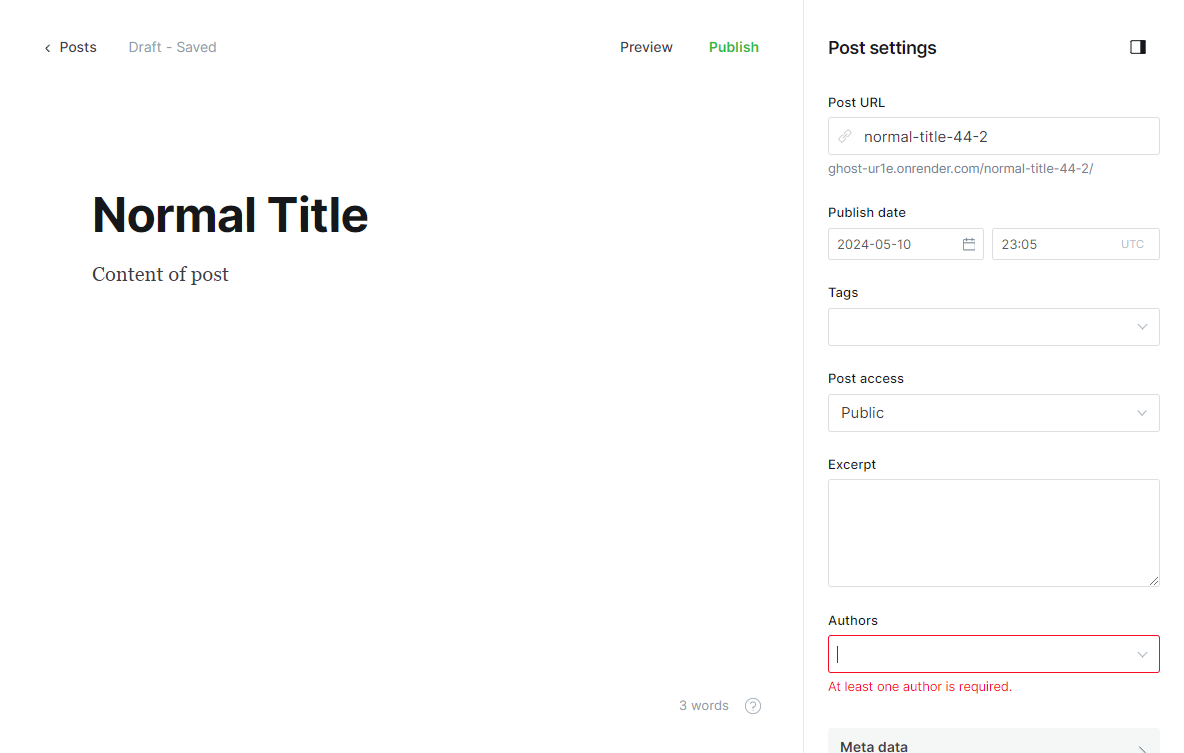 Posts
Draft - Saved
Preview
Publish
Normal Title
Content of post
3 words
?
Post settings
Post URL
normal-title-44-2
ghost-ur1e.onrender.com/normal-title-44-2/
Publish date
2024-05-10
23:05
UTC
Tags
Post access
Public
Excerpt
Authors
At least one author is required.
Meta data